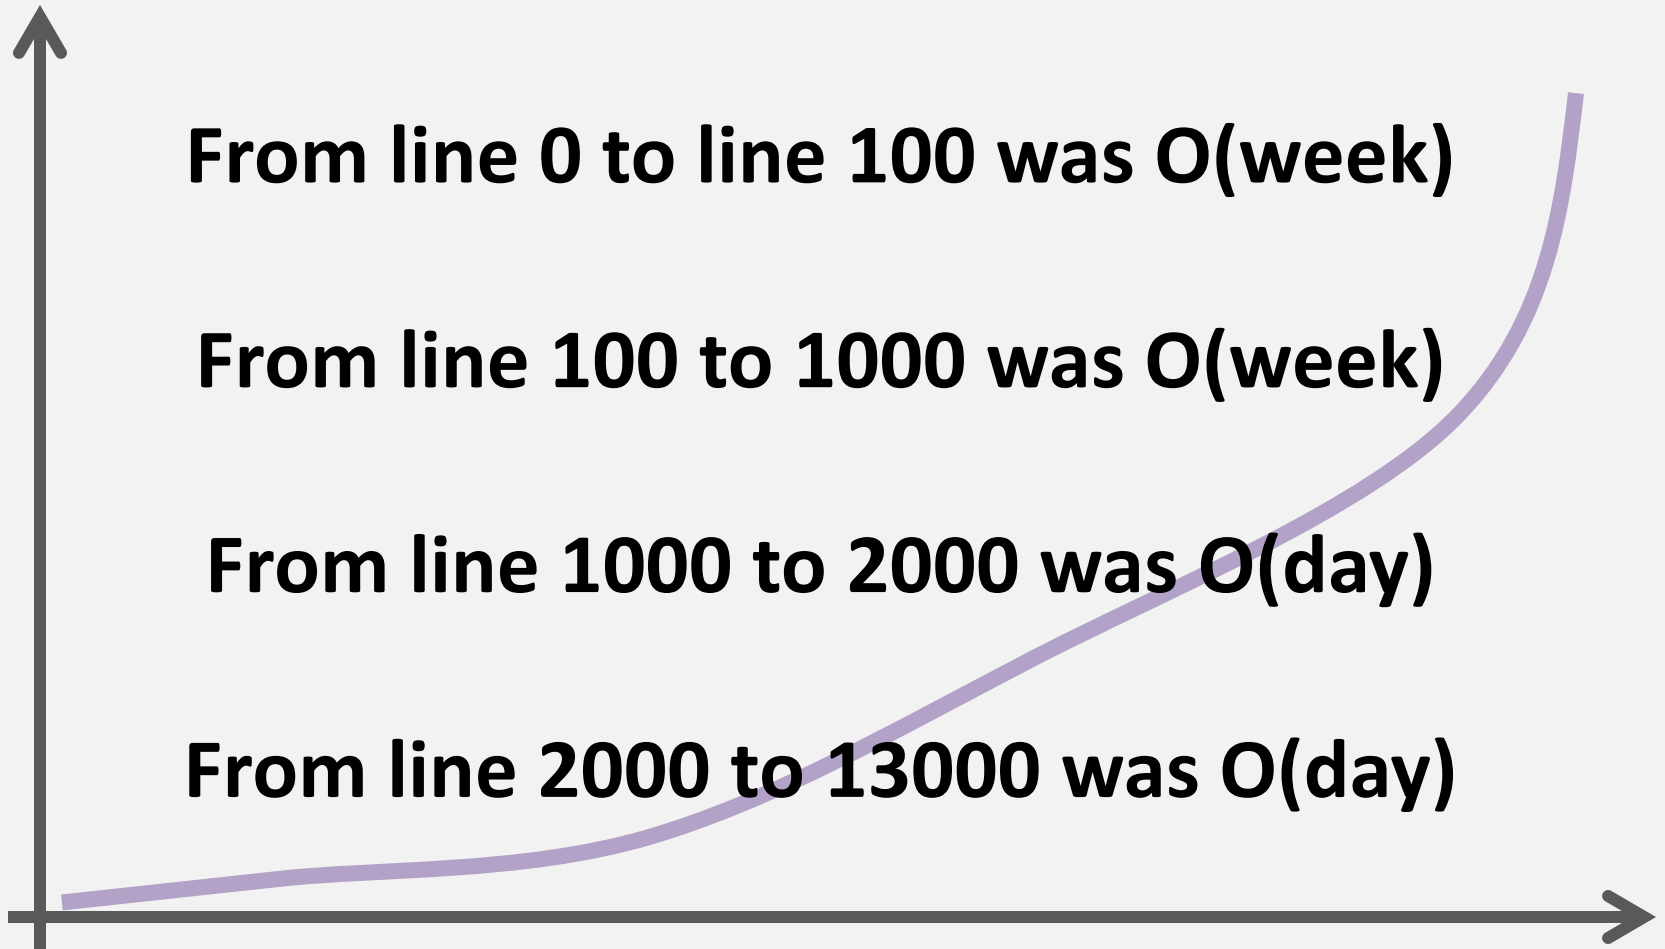 From line 0 to line 100 was O(week)
From line 100 to 1000 was O(week)
From line 1000 to 2000 was O(day)
From line 2000 to 13000 was O(day)